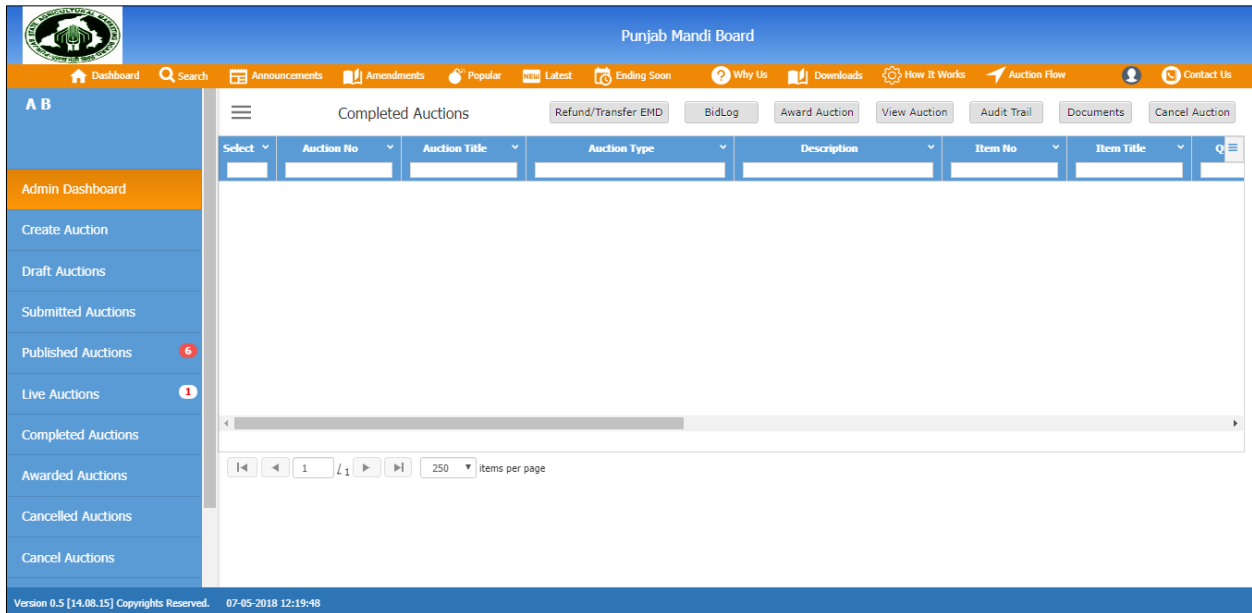 Punjab Mandi Board
Dashboard Search Announcements Amendments Popular NEW Latest Ending Soon Why Us Downloads How It Works Auction Flow Contact Us
A B
Completed Auctions Refund/Transfer EMD BidLog Award Auction View Auction Audit Trail Documents Cancel Auction
Select Auction No Auction Title Auction Type Description Item No Item Title Q
Admin Dashboard
Create Auction
Draft Auctions
Submitted Auctions
Published Auctions 6
Live Auctions 1
Completed Auctions
Awarded Auctions
Cancelled Auctions
Cancel Auctions
1 / 1 250 items per page
Version 0.5 [14.08.15] Copyrights Reserved. 07-05-2018 12:19:48